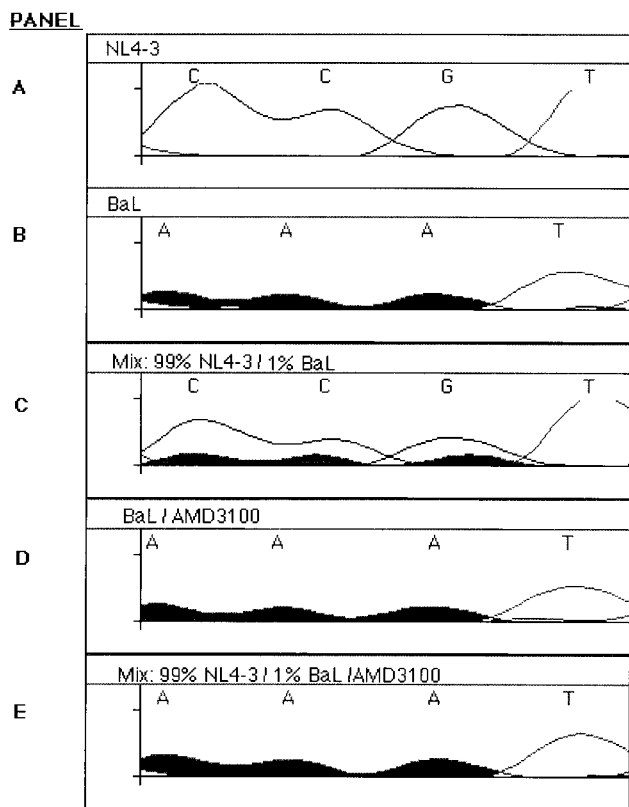 PANEL
NL4-3
A
C C G T
BaL
B
A A A T
Mix: 99% NL4-3 / 1% BaL
C
C C G T
BaL / AMD3100
D
A A A T
Mix: 99% NL4-3 / 1% BaL /AMD3100
E
A A A T